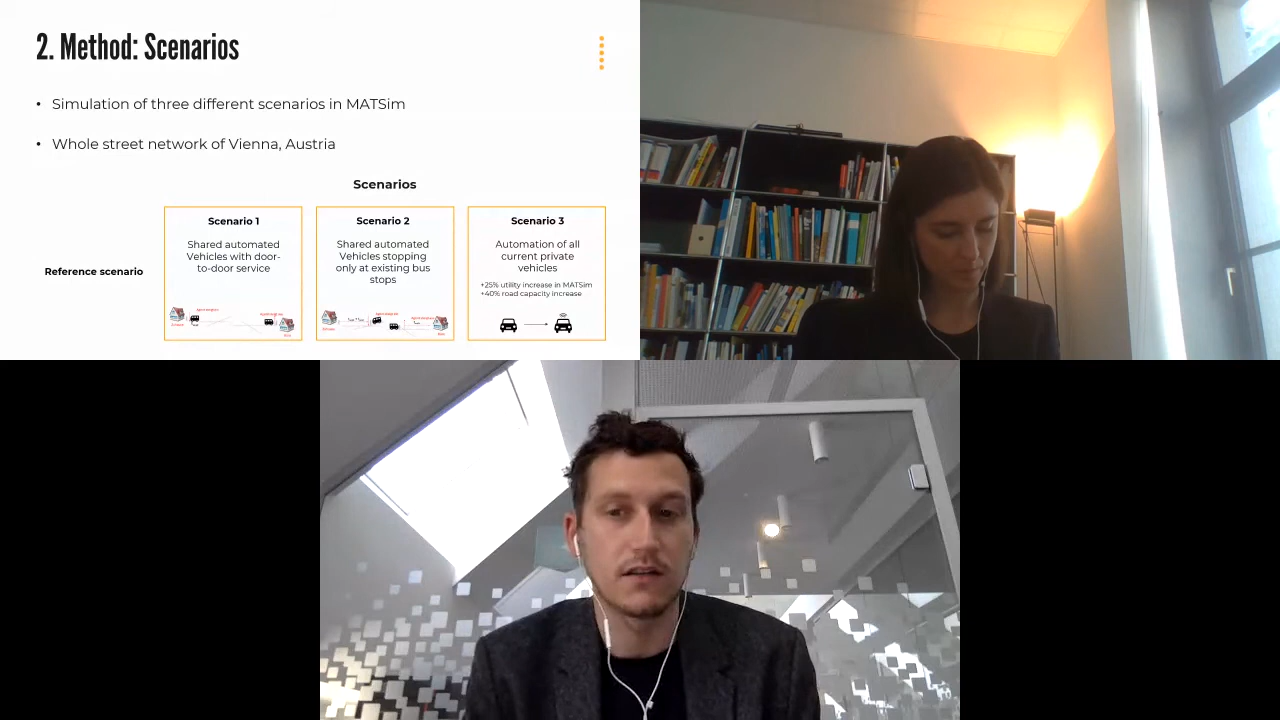 2. Method: Scenarios
• Simulation of three different scenarios in MATSim
• Whole street network of Vienna, Austria
Scenarios
Reference scenario
Scenario 1
Shared automated
Vehicles with door-
to-door service
Scenario 2
Shared automated
Vehicles stopping
only at existing bus
stops
Scenario 3
Automation of all
current private
vehicles
+25% utility increase in MATSim
+40% road capacity increase